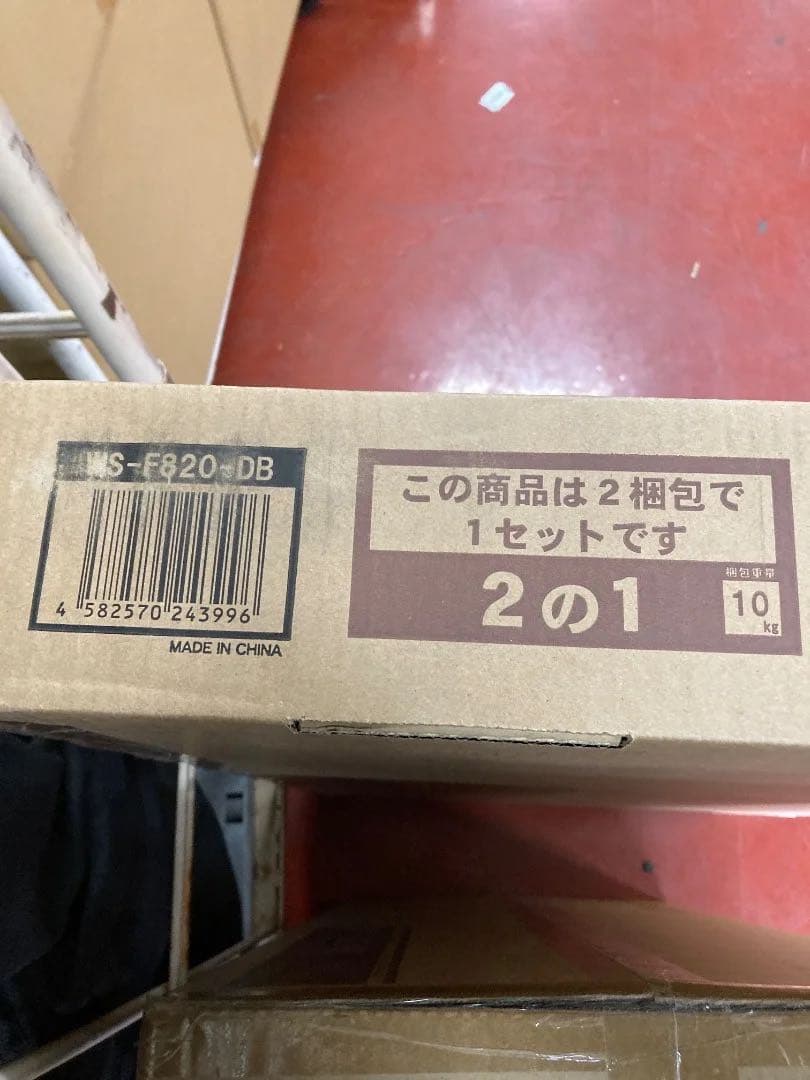 WS-F820-DB
4 582570 243996
MADE IN CHINA
この商品は2梱包で
1セットです
2の1
梱包重量
10
kg